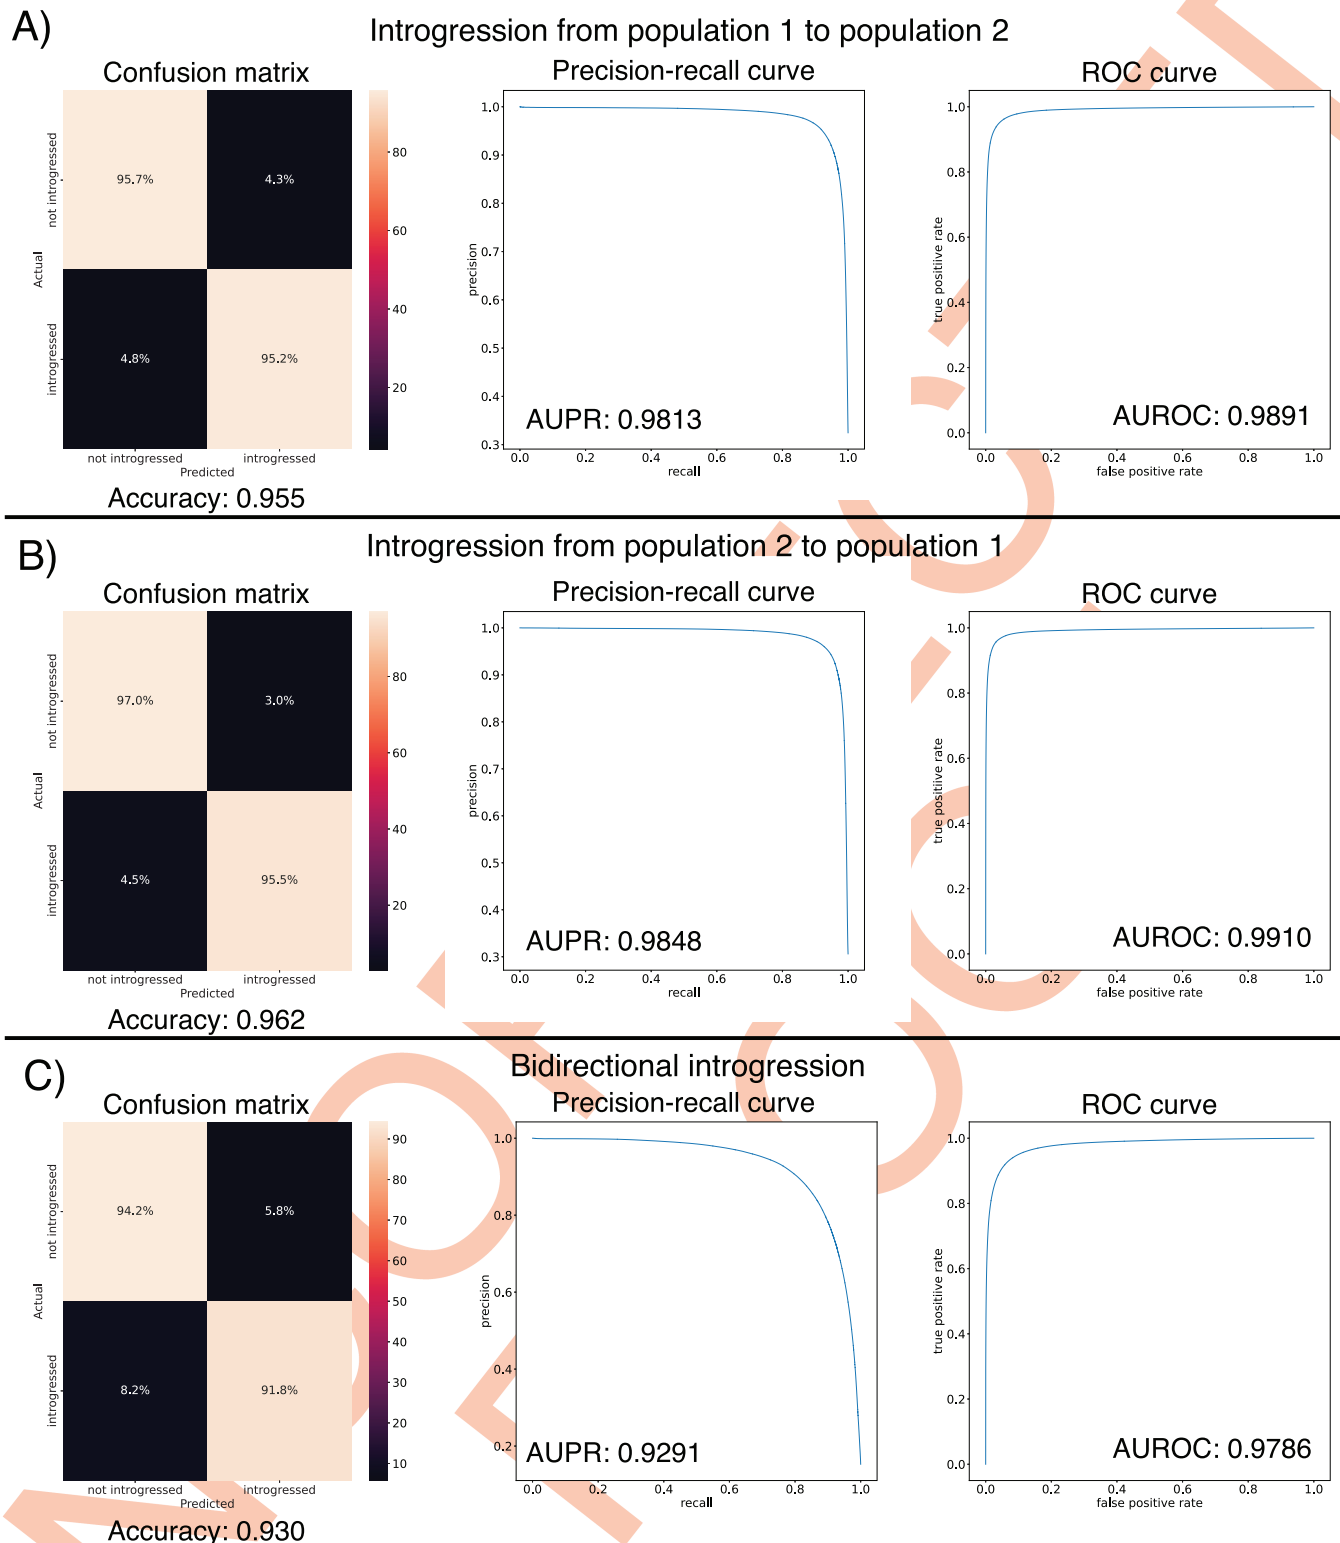 A)
Introgression from population 1 to population 2
Confusion matrix
Precision-recall curve
ROC curve
not introgressed
Actual
introgressed
95.7%
4.3%
4.8%
95.2%
not introgressed
introgressed
Predicted
80
60
40
20
Accuracy: 0.955
precision
1.0
0.9
0.8
0.7
0.6
0.5
0.4
0.3
AUPR: 0.9813
0.0 0.2 0.4 0.6 0.8 1.0
recall
true positiive rate
1.0
0.8
0.6
0.4
0.2
0.0
AUROC: 0.9891
0.0 0.2 0.4 0.6 0.8 1.0
false positive rate
B)
Introgression from population 2 to population 1
Confusion matrix
Precision-recall curve
ROC curve
not introgressed
Actual
introgressed
97.0%
3.0%
4.5%
95.5%
not introgressed
introgressed
Predicted
80
60
40
20
Accuracy: 0.962
precision
1.0
0.9
0.8
0.7
0.6
0.5
0.4
0.3
AUPR: 0.9848
0.0 0.2 0.4 0.6 0.8 1.0
recall
true positiive rate
1.0
0.8
0.6
0.4
0.2
0.0
AUROC: 0.9910
0.0 0.2 0.4 0.6 0.8 1.0
false positive rate
C)
Bidirectional introgression
Confusion matrix
Precision-recall curve
ROC curve
not introgressed
Actual
introgressed
94.2%
5.8%
8.2%
91.8%
not introgressed
introgressed
Predicted
90
80
70
60
50
40
30
20
10
Accuracy: 0.930
precision
1.0
0.8
0.6
0.4
0.2
AUPR: 0.9291
0.0 0.2 0.4 0.6 0.8 1.0
recall
true positiive rate
1.0
0.8
0.6
0.4
0.2
0.0
AUROC: 0.9786
0.0 0.2 0.4 0.6 0.8 1.0
false positive rate